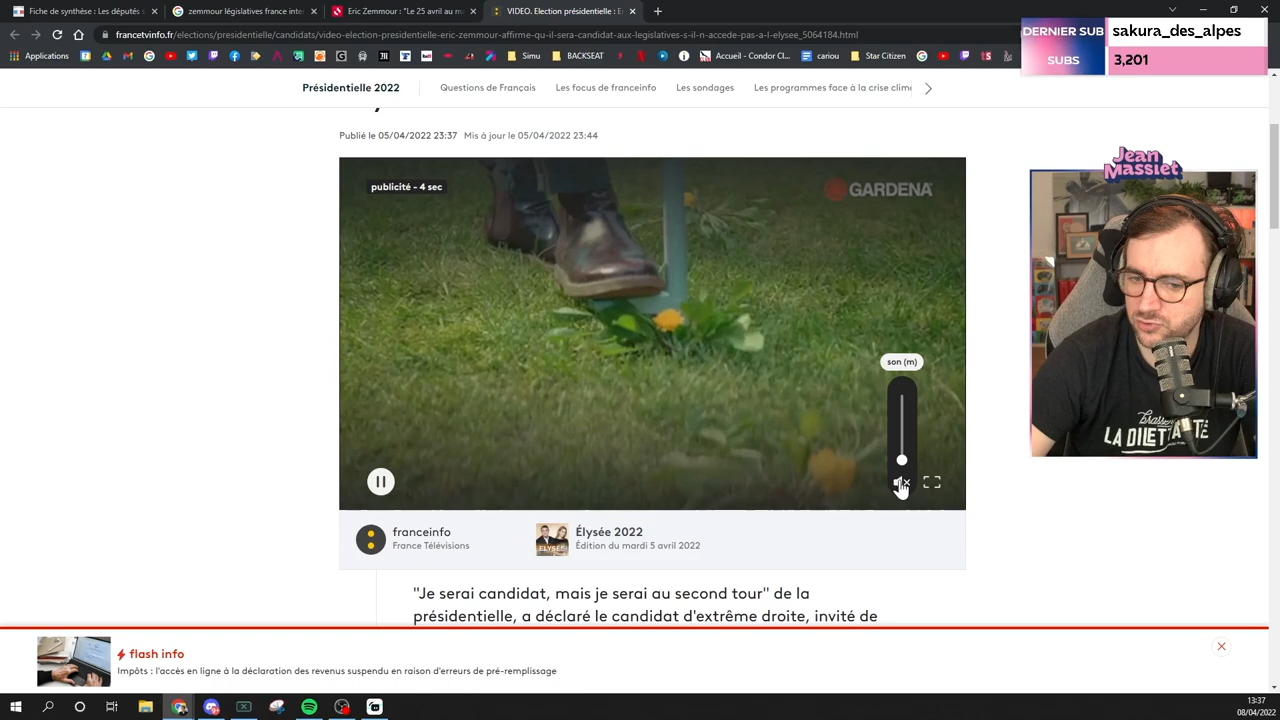 Fiche de synthèse : Les députés s
zemmour législatives france inte
Eric Zemmour : "Le 25 avril au m
VIDEO. Election présidentielle : E
francetvinfo.fr/elections/presidentielle/candidats/video-election-presidentielle-eric-zemmour-affirme-qu-il-sera-candidat-aux-legislatives-s-il-n-accede-pas-a-l-elysee_5064184.html
Applications
Simu
BACKSEAT
Accueil - Condor Cl...
cariou
Star Citizen
DERNIER SUB
sakura_des_alpes
SUBS
3,201
Présidentielle 2022
Questions de Français
Les focus de franceinfo
Les sondages
Les programmes face à la crise clim
Publié le 05/04/2022 23:37 Mis à jour le 05/04/2022 23:44
publicité - 4 sec
GARDENA
Jean
Massiet
son (m)
LA DILETTANTE
franceinfo
France Télévisions
Élysée 2022
Édition du mardi 5 avril 2022
ÉLYSÉE
"Je serai candidat, mais je serai au second tour" de la
présidentielle, a déclaré le candidat d'extrême droite, invité de
flash info
Impôts : l'accès en ligne à la déclaration des revenus suspendu en raison d'erreurs de pré-remplissage
13:37
08/04/2022